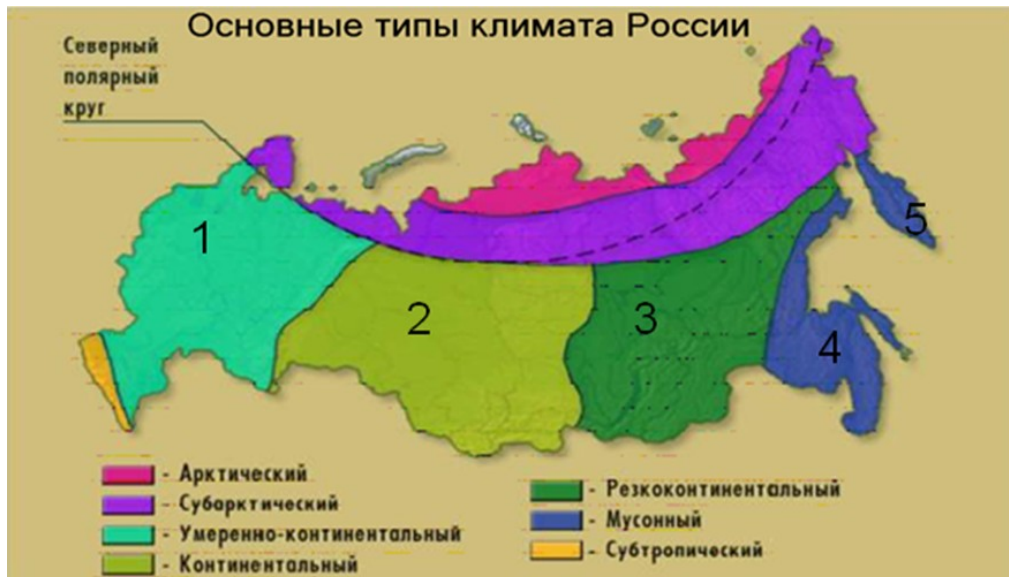 Основные типы климата России
Северный
полярный
круг
1
2
3
4
5
- Арктический
- Субарктический
- Умеренно-континентальный
- Континентальный
- Резкоконтинентальный
- Мусонный
- Субтропический